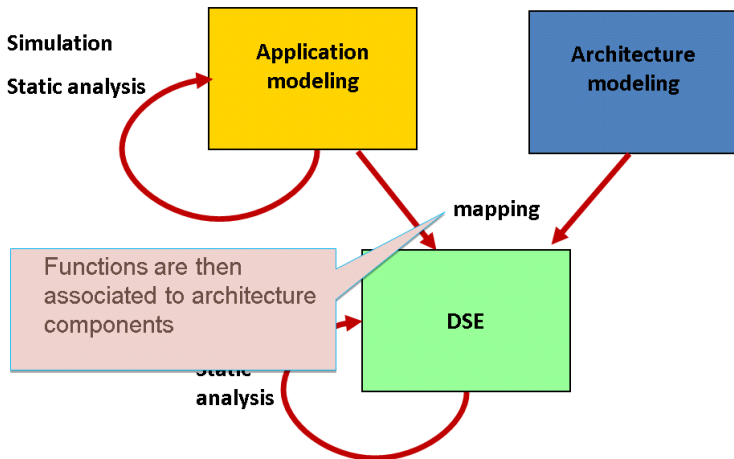 Simulation
Static analysis
Application
modeling
Architecture
modeling
mapping
Functions are then
associated to architecture
components
DSE
Static
analysis